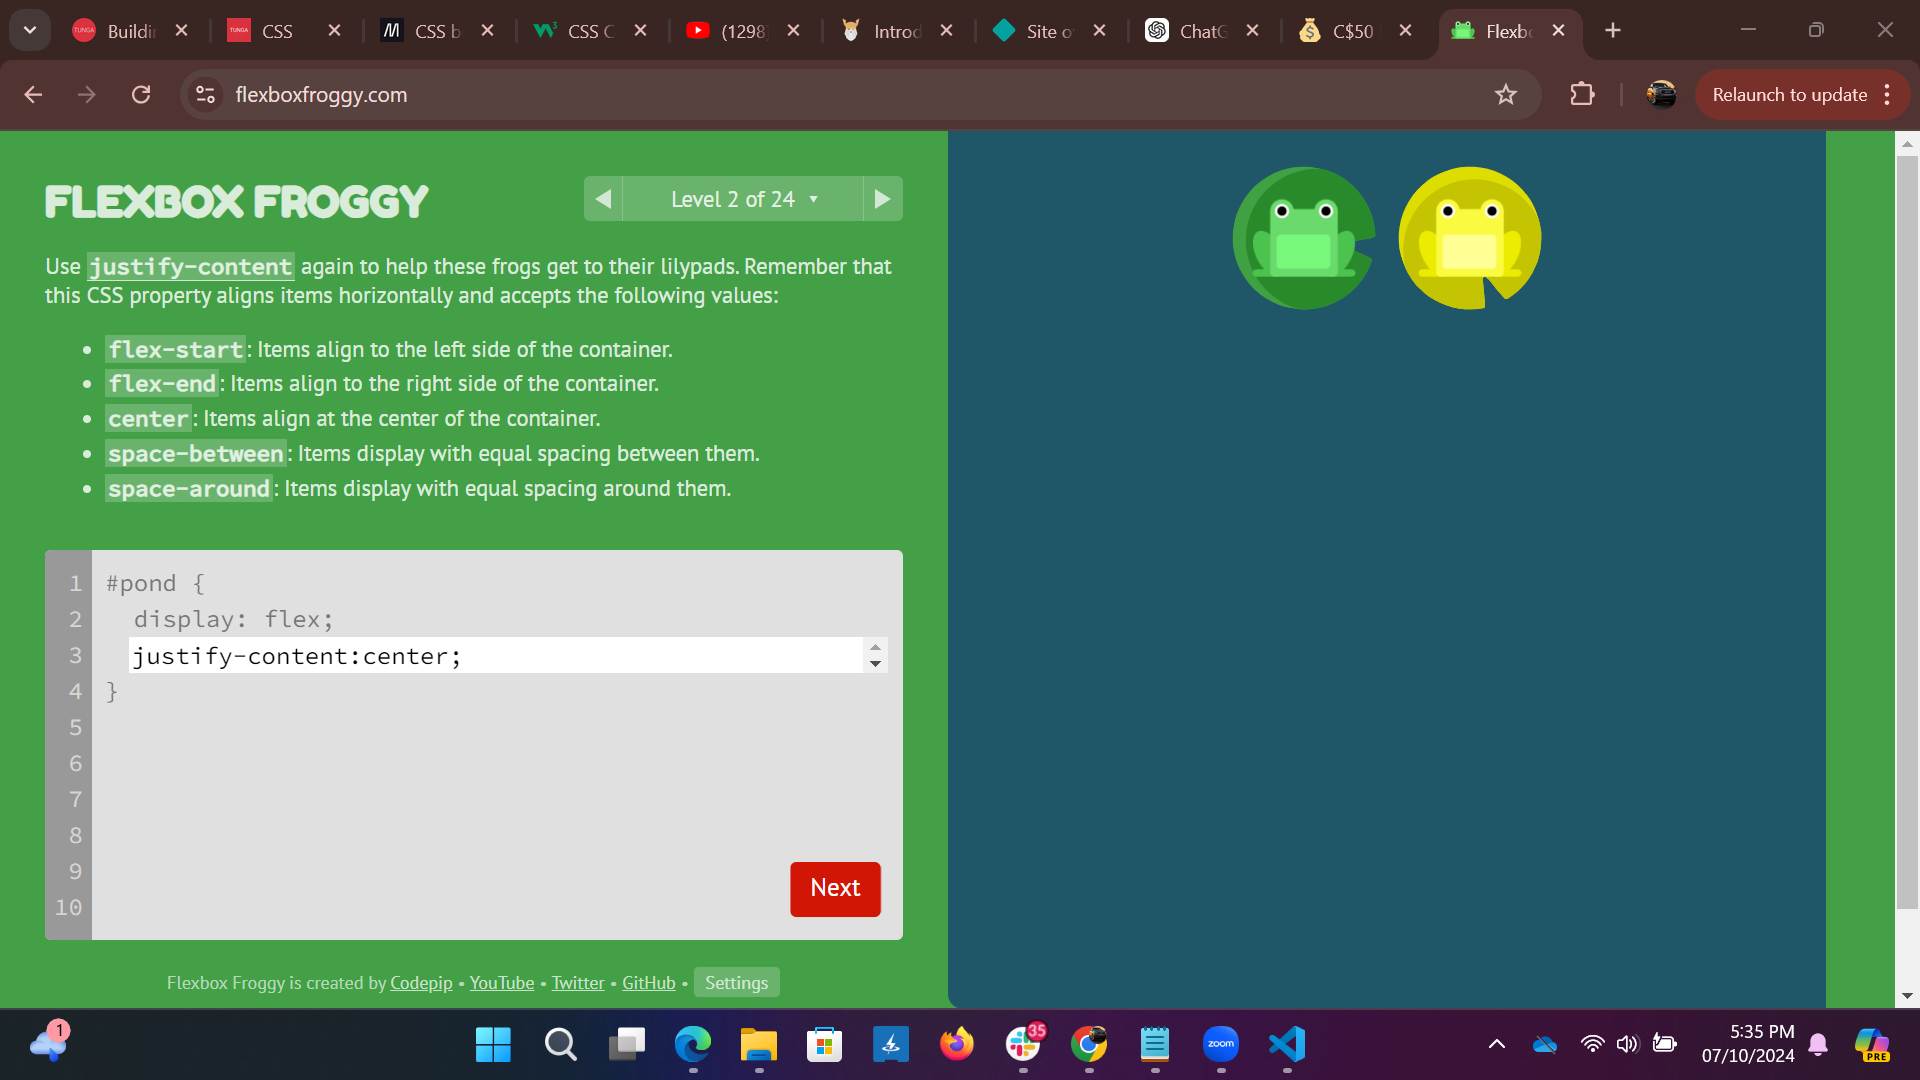 Buildi
CSS
CSS b
CSS C
(1298)
Introd
Site o
ChatG
C$50
Flexbo
flexboxfroggy.com
Relaunch to update
FLEXBOX FROGGY
Level 2 of 24
Use justify-content again to help these frogs get to their lilypads. Remember that
this CSS property aligns items horizontally and accepts the following values:
flex-start: Items align to the left side of the container.
flex-end: Items align to the right side of the container.
center: Items align at the center of the container.
space-between: Items display with equal spacing between them.
space-around: Items display with equal spacing around them.
1 #pond {
2 display: flex;
3 justify-content:center;
4 }
5
6
7
8
9
10
Next
Flexbox Froggy is created by Codepip • YouTube • Twitter • GitHub • Settings
1
35
zoom
5:35 PM
07/10/2024
PRE